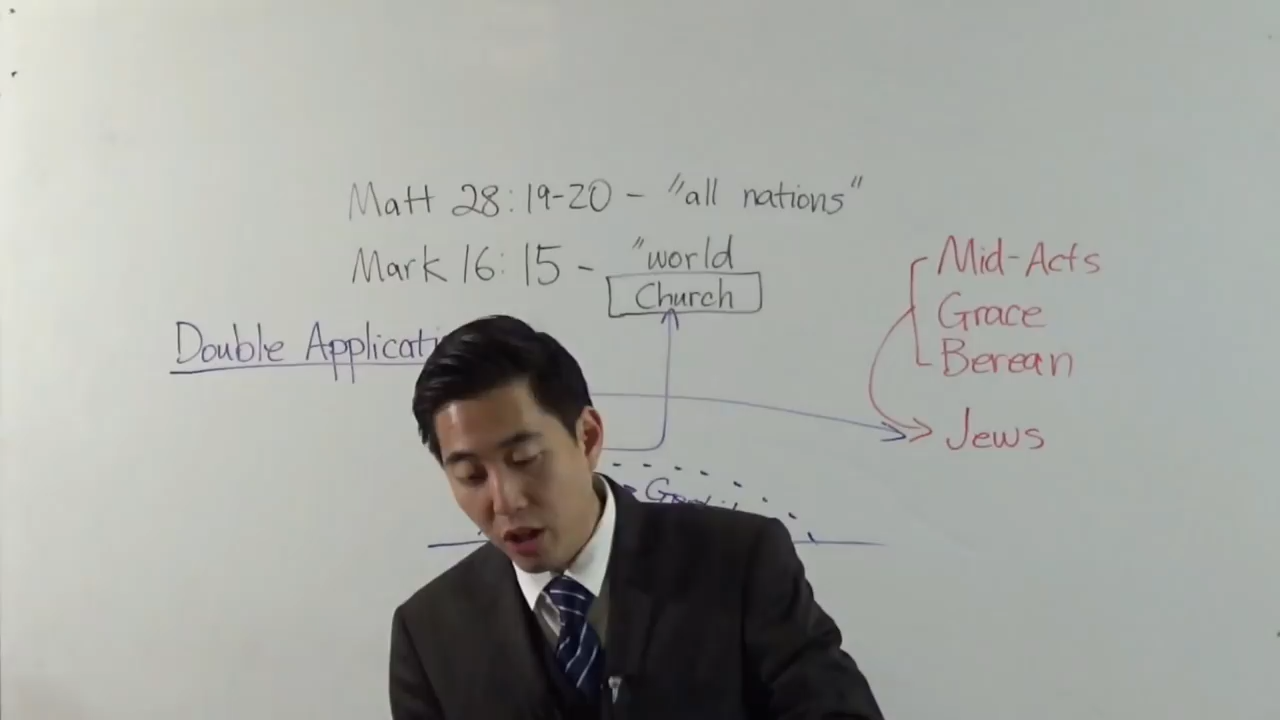 Matt 28:19-20 - "all nations"
Mark 16:15 - "world
Church
Double Applicati
Mid-Acts
Grace
Berean
Jews